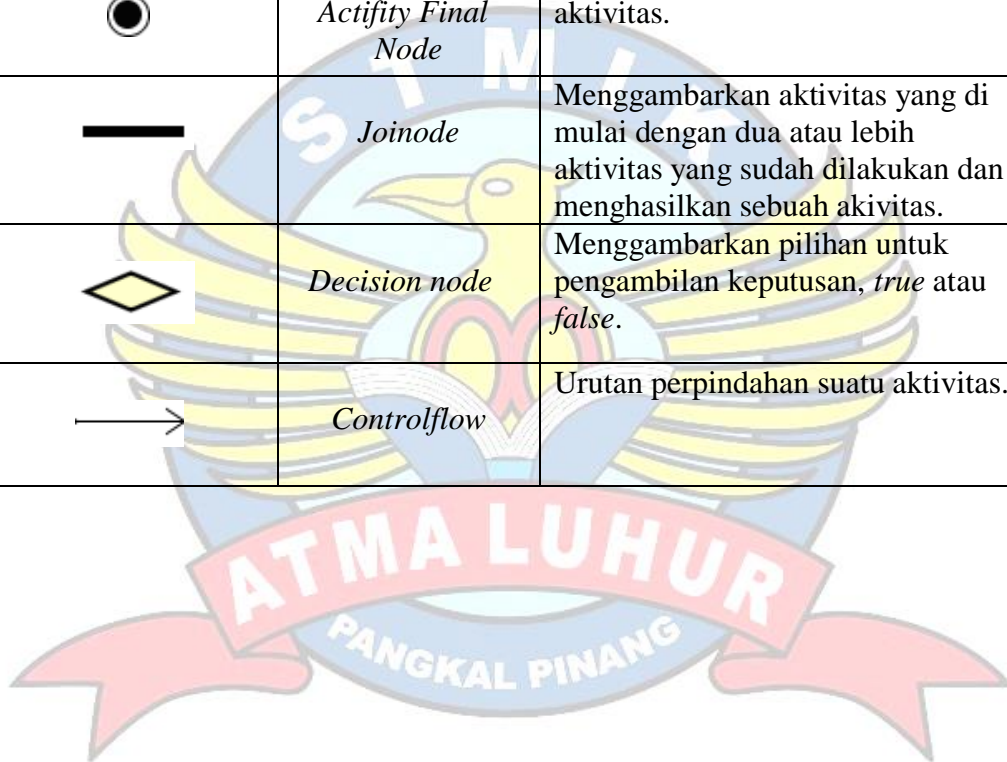 Actifity Final
Node
aktivitas.
Joinode
Menggambarkan aktivitas yang di
mulai dengan dua atau lebih
aktivitas yang sudah dilakukan dan
menghasilkan sebuah akivitas.
Decision node
Menggambarkan pilihan untuk
pengambilan keputusan, true atau
false.
Controlflow
Urutan perpindahan suatu aktivitas.
STMIK
ATMA LUHUR
PANGKAL PINANG